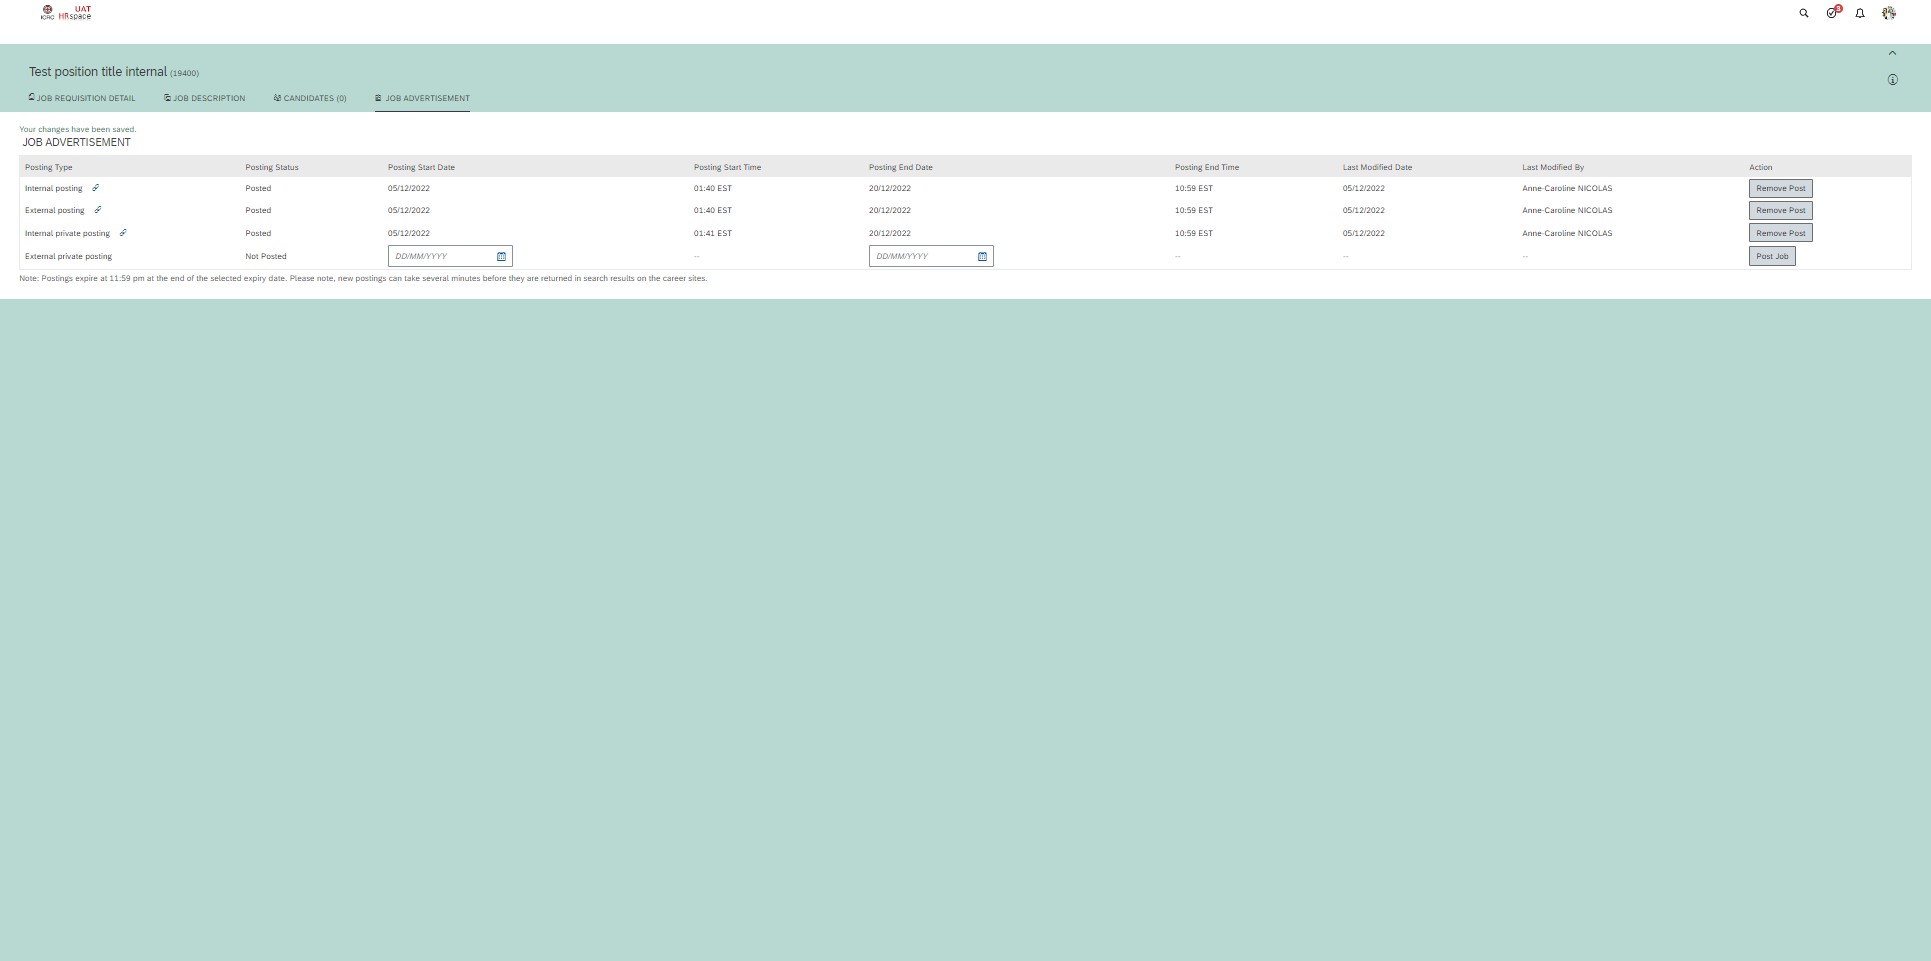 UAT
ICRC HRspace
3
Test position title internal (19400)
JOB REQUISITION DETAIL JOB DESCRIPTION CANDIDATES (0) JOB ADVERTISEMENT
Your changes have been saved.
JOB ADVERTISEMENT
Posting Type Posting Status Posting Start Date Posting Start Time Posting End Date Posting End Time Last Modified Date Last Modified By Action
Internal posting Posted 05/12/2022 01:40 EST 20/12/2022 10:59 EST 05/12/2022 Anne-Caroline NICOLAS Remove Post
External posting Posted 05/12/2022 01:40 EST 20/12/2022 10:59 EST 05/12/2022 Anne-Caroline NICOLAS Remove Post
Internal private posting Posted 05/12/2022 01:41 EST 20/12/2022 10:59 EST 05/12/2022 Anne-Caroline NICOLAS Remove Post
External private posting Not Posted DD/MM/YYYY -- DD/MM/YYYY -- -- -- Post Job
Note: Postings expire at 11:59 pm at the end of the selected expiry date. Please note, new postings can take several minutes before they are returned in search results on the career sites.